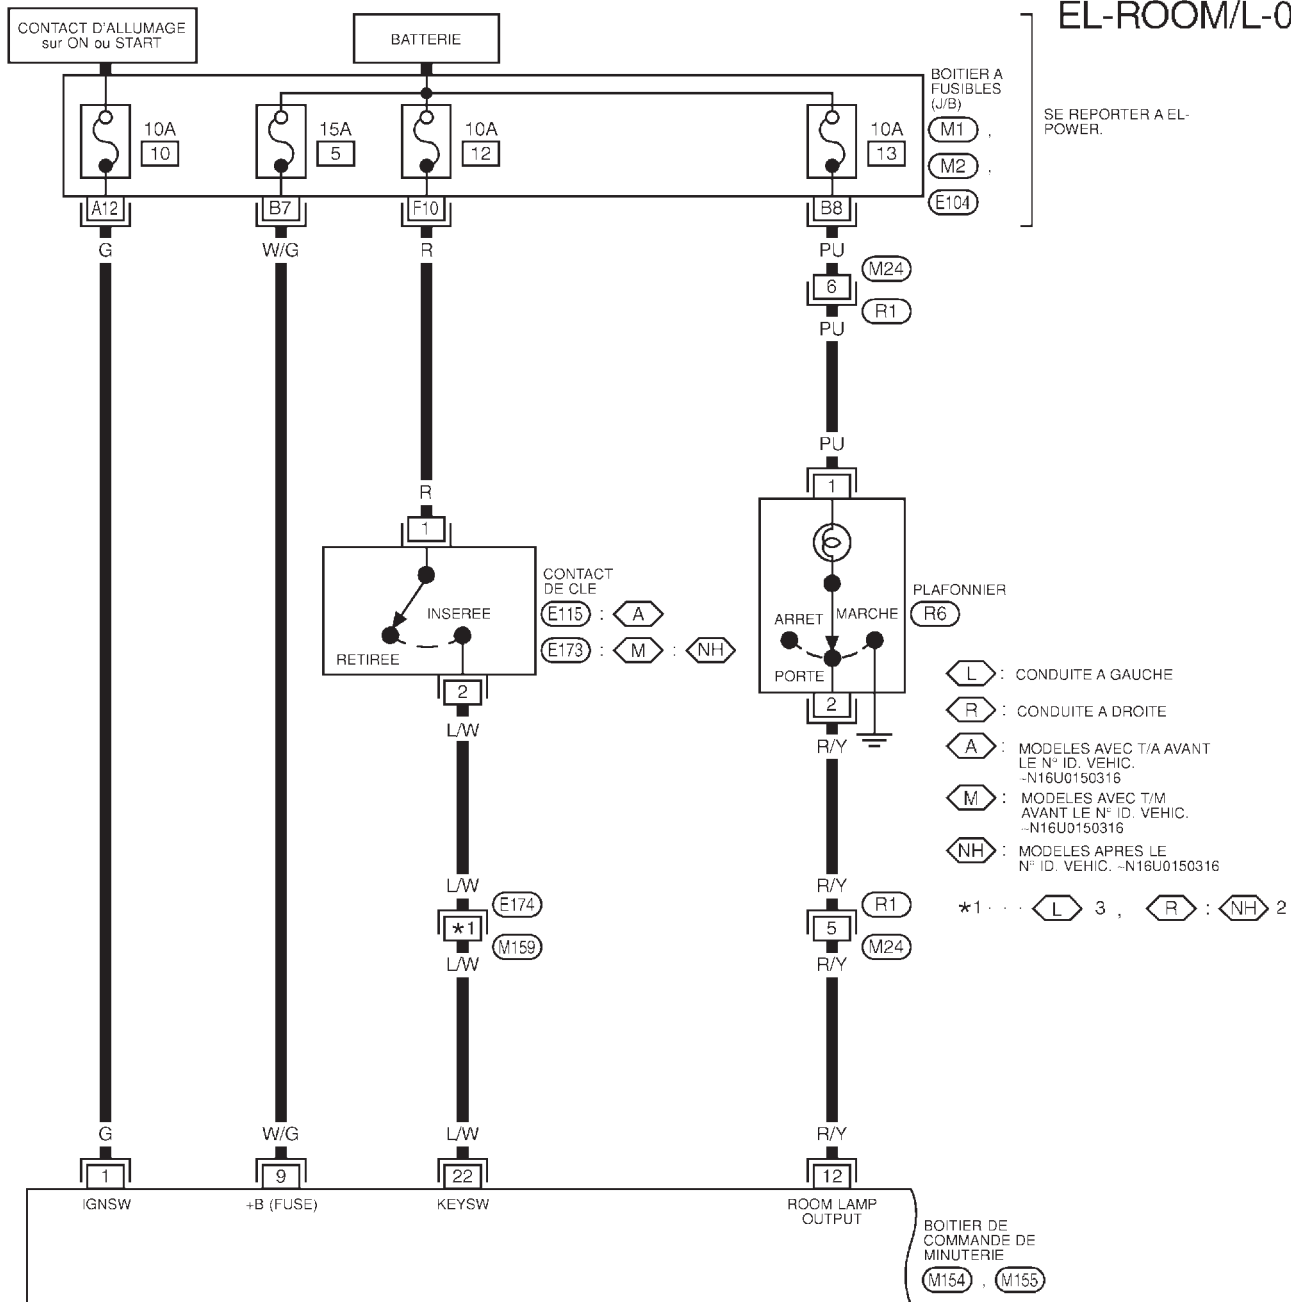 EL-ROOM/L-0
CONTACT D'ALLUMAGE
sur ON ou START
BATTERIE
BOITIER A
FUSIBLES
(J/B)
M1 ,
M2 ,
E104
SE REPORTER A EL-
POWER.
10A
10
15A
5
10A
12
10A
13
A12
B7
F10
B8
G
W/G
R
PU
M24
6
R1
PU
PU
R
1
1
CONTACT
DE CLE
E115 : A
E173 : M : NH
INSEREE
RETIREE
PLAFONNIER
R6
ARRET
MARCHE
PORTE
2
2
L/W
R/Y
L : CONDUITE A GAUCHE
R : CONDUITE A DROITE
A : MODELES AVEC T/A AVANT
LE N° ID. VEHIC.
~N16U0150316
M : MODELES AVEC T/M
AVANT LE N° ID. VEHIC.
~N16U0150316
NH : MODELES APRES LE
N° ID. VEHIC. ~N16U0150316
*1 · · · L 3 , R : NH 2
L/W
R/Y
E174
*1
M159
R1
5
M24
L/W
R/Y
G
W/G
L/W
R/Y
1
9
22
12
IGNSW
+B (FUSE)
KEYSW
ROOM LAMP
OUTPUT
BOITIER DE
COMMANDE DE
MINUTERIE
M154 , M155